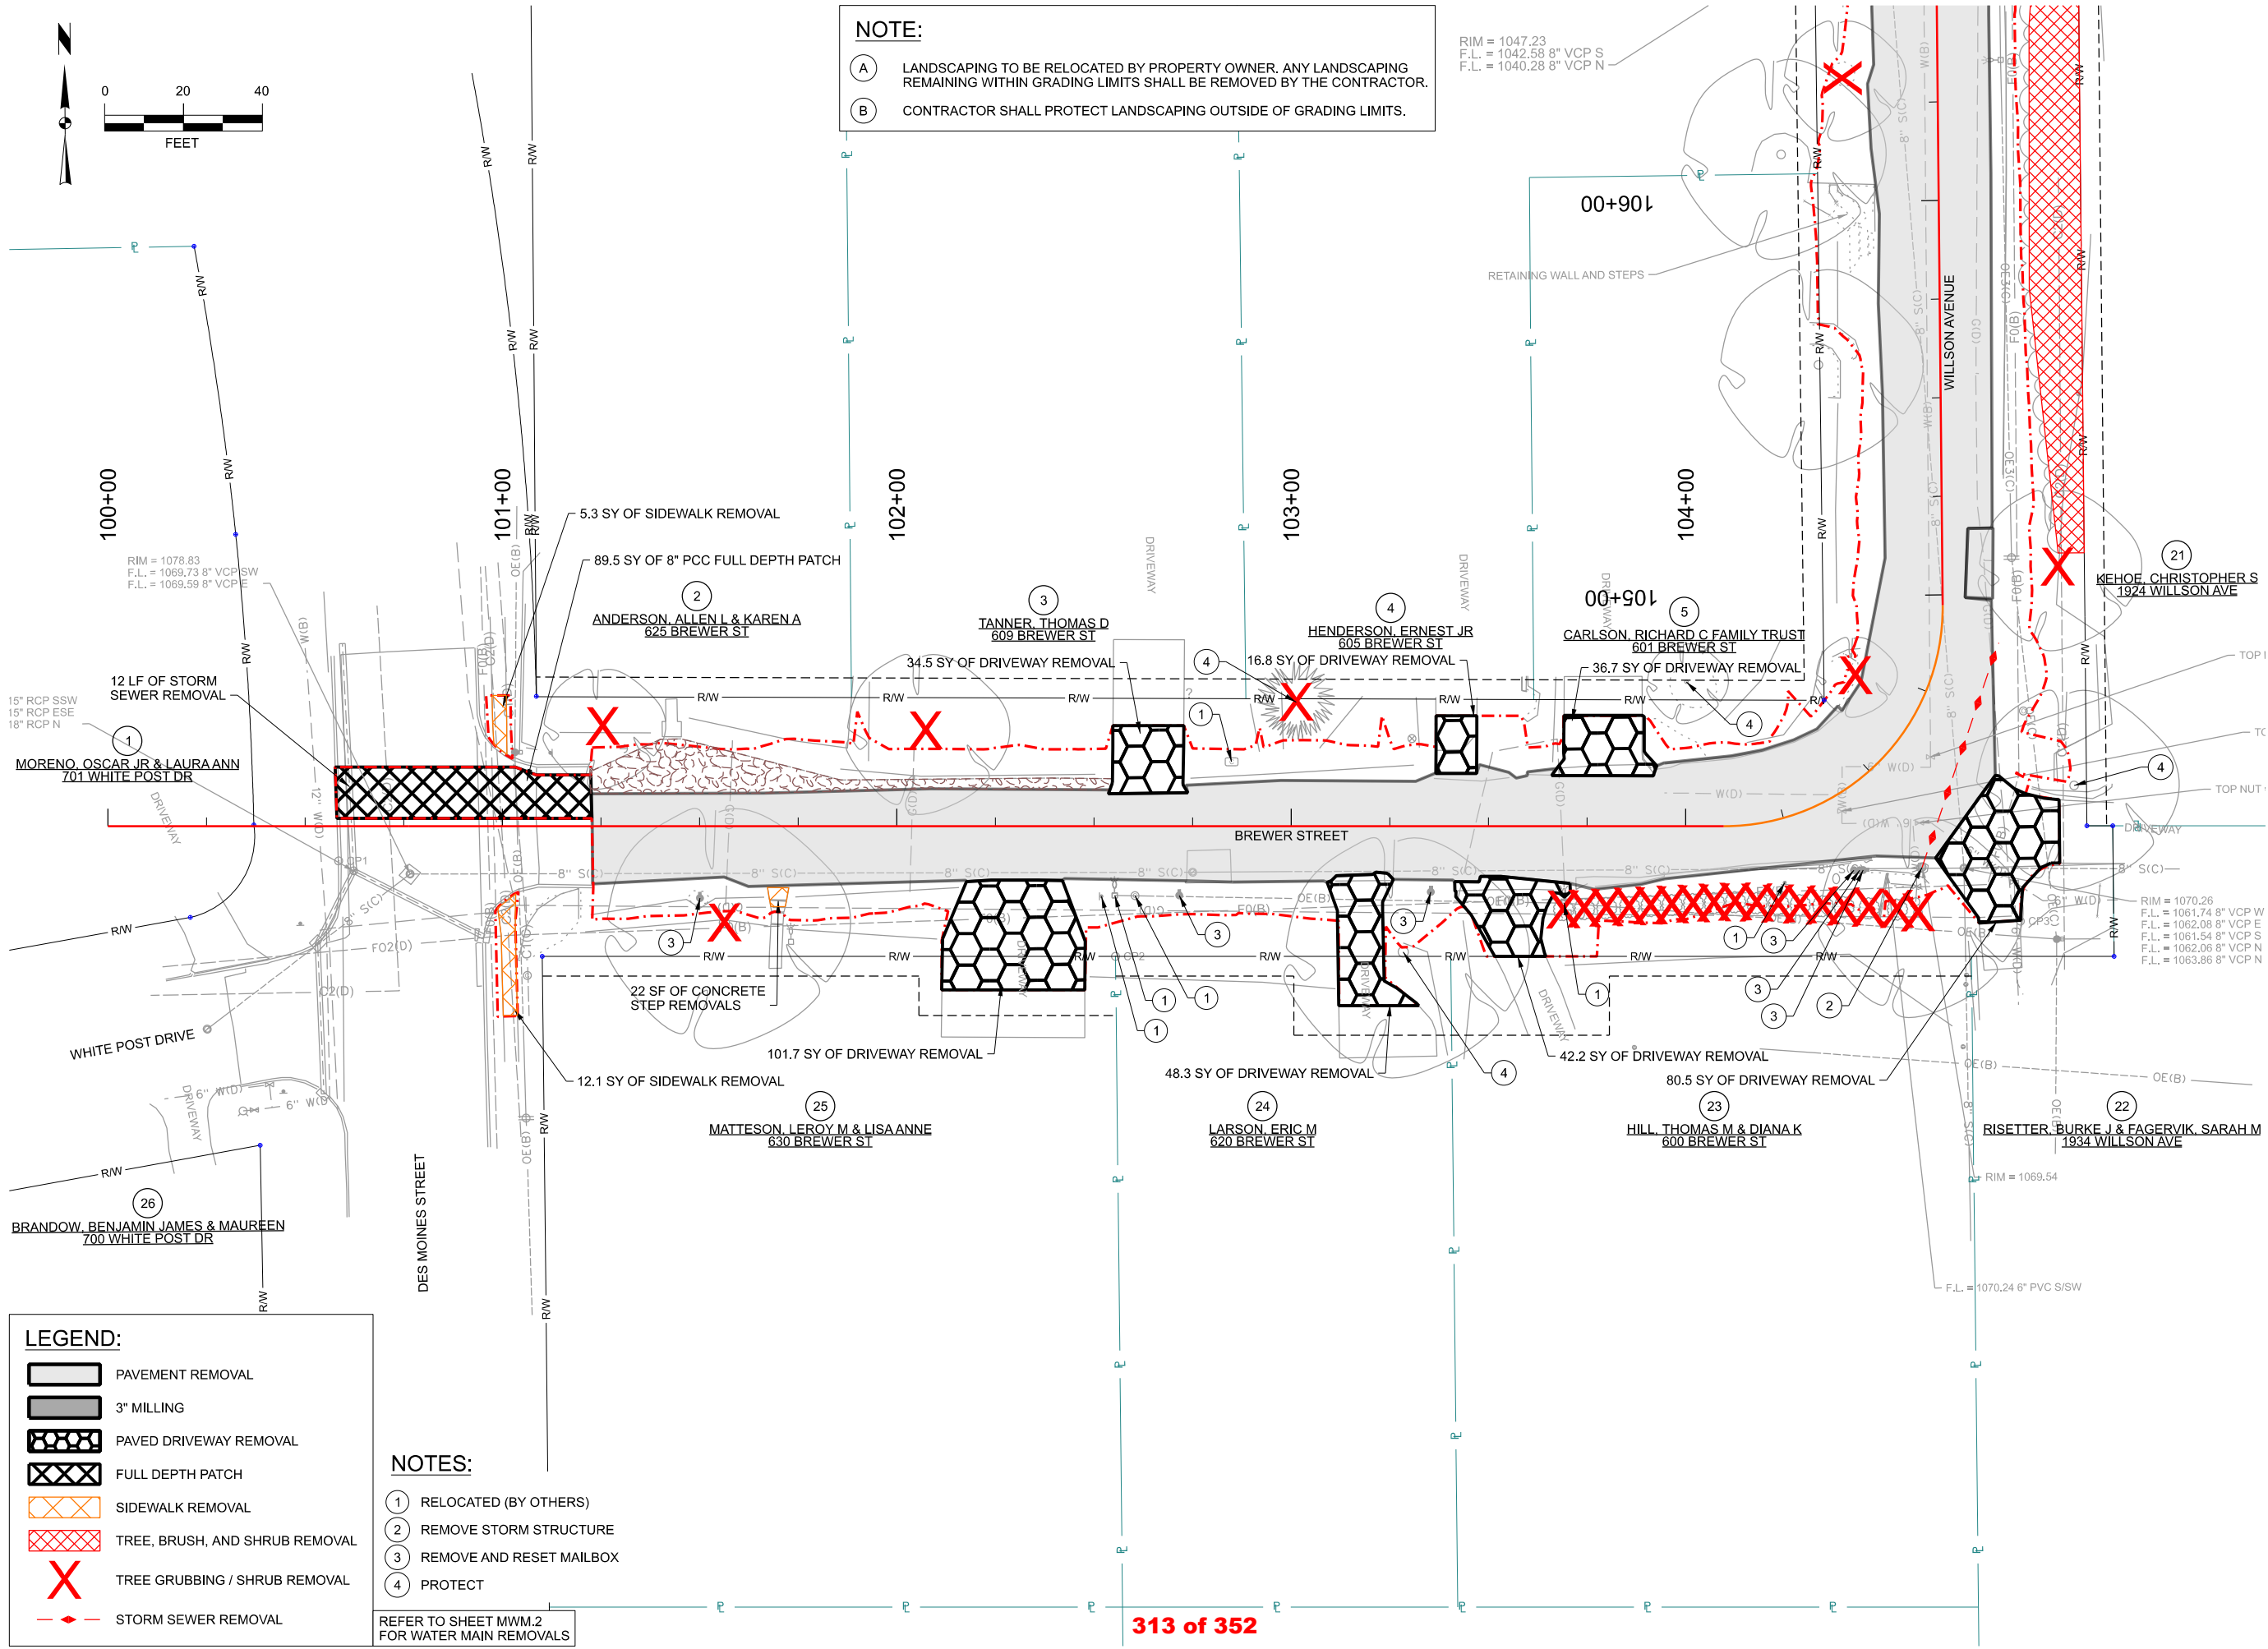 N
0 20 40
FEET
NOTE:
A LANDSCAPING TO BE RELOCATED BY PROPERTY OWNER. ANY LANDSCAPING
REMAINING WITHIN GRADING LIMITS SHALL BE REMOVED BY THE CONTRACTOR.
B CONTRACTOR SHALL PROTECT LANDSCAPING OUTSIDE OF GRADING LIMITS.
RIM = 1047.23
F.L. = 1042.58 8" VCP S
F.L. = 1040.28 8" VCP N
106+00
RETAINING WALL AND STEPS
WILLSON AVENUE
100+00
101+00
102+00
103+00
104+00
105+00
RIM = 1078.83
F.L. = 1069.73 8" VCP SW
F.L. = 1069.59 8" VCP E
5.3 SY OF SIDEWALK REMOVAL
89.5 SY OF 8" PCC FULL DEPTH PATCH
2
ANDERSON, ALLEN L & KAREN A
625 BREWER ST
3
TANNER, THOMAS D
609 BREWER ST
34.5 SY OF DRIVEWAY REMOVAL
4
HENDERSON, ERNEST JR
605 BREWER ST
16.8 SY OF DRIVEWAY REMOVAL
5
CARLSON, RICHARD C FAMILY TRUST
601 BREWER ST
36.7 SY OF DRIVEWAY REMOVAL
21
KEHOE, CHRISTOPHER S
1924 WILLSON AVE
12 LF OF STORM
SEWER REMOVAL
15" RCP SSW
15" RCP ESE
18" RCP N
1
MORENO, OSCAR JR & LAURA ANN
701 WHITE POST DR
DRIVEWAY
DRIVEWAY
DRIVEWAY
DRIVEWAY
TOP NUT
BREWER STREET
CP1
CP2
CP3
RIM = 1070.26
F.L. = 1061.74 8" VCP W
F.L. = 1062.08 8" VCP E
F.L. = 1061.54 8" VCP S
F.L. = 1062.06 8" VCP N
F.L. = 1063.86 8" VCP N
22 SF OF CONCRETE
STEP REMOVALS
101.7 SY OF DRIVEWAY REMOVAL
12.1 SY OF SIDEWALK REMOVAL
48.3 SY OF DRIVEWAY REMOVAL
42.2 SY OF DRIVEWAY REMOVAL
80.5 SY OF DRIVEWAY REMOVAL
WHITE POST DRIVE
DES MOINES STREET
25
MATTESON, LEROY M & LISA ANNE
630 BREWER ST
24
LARSON, ERIC M
620 BREWER ST
23
HILL, THOMAS M & DIANA K
600 BREWER ST
22
RISETTER, BURKE J & FAGERVIK, SARAH M
1934 WILLSON AVE
RIM = 1069.54
26
BRANDOW, BENJAMIN JAMES & MAUREEN
700 WHITE POST DR
F.L. = 1070.24 6" PVC S/SW
LEGEND:
PAVEMENT REMOVAL
3" MILLING
PAVED DRIVEWAY REMOVAL
FULL DEPTH PATCH
SIDEWALK REMOVAL
TREE, BRUSH, AND SHRUB REMOVAL
TREE GRUBBING / SHRUB REMOVAL
STORM SEWER REMOVAL
NOTES:
1 RELOCATED (BY OTHERS)
2 REMOVE STORM STRUCTURE
3 REMOVE AND RESET MAILBOX
4 PROTECT
REFER TO SHEET MWM.2
FOR WATER MAIN REMOVALS
313 of 352